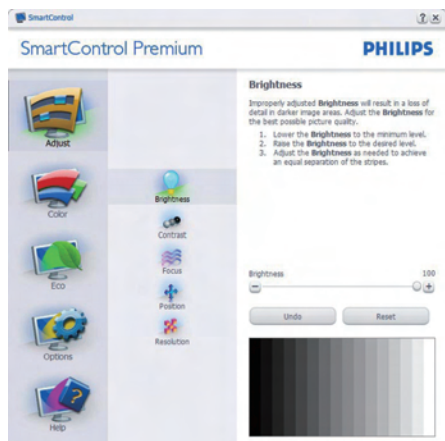 SmartControl
SmartControl Premium
PHILIPS
Adjust
Color
Eco
Options
Help
Brightness
Contrast
Focus
Position
Resolution
Brightness
Improperly adjusted Brightness will result in a loss of
detail in darker image areas. Adjust the Brightness for
the best possible picture quality.
1. Lower the Brightness to the minimum level.
2. Raise the Brightness to the desired level.
3. Adjust the Brightness as needed to achieve
an equal separation of the stripes.
Brightness 100
Undo Reset